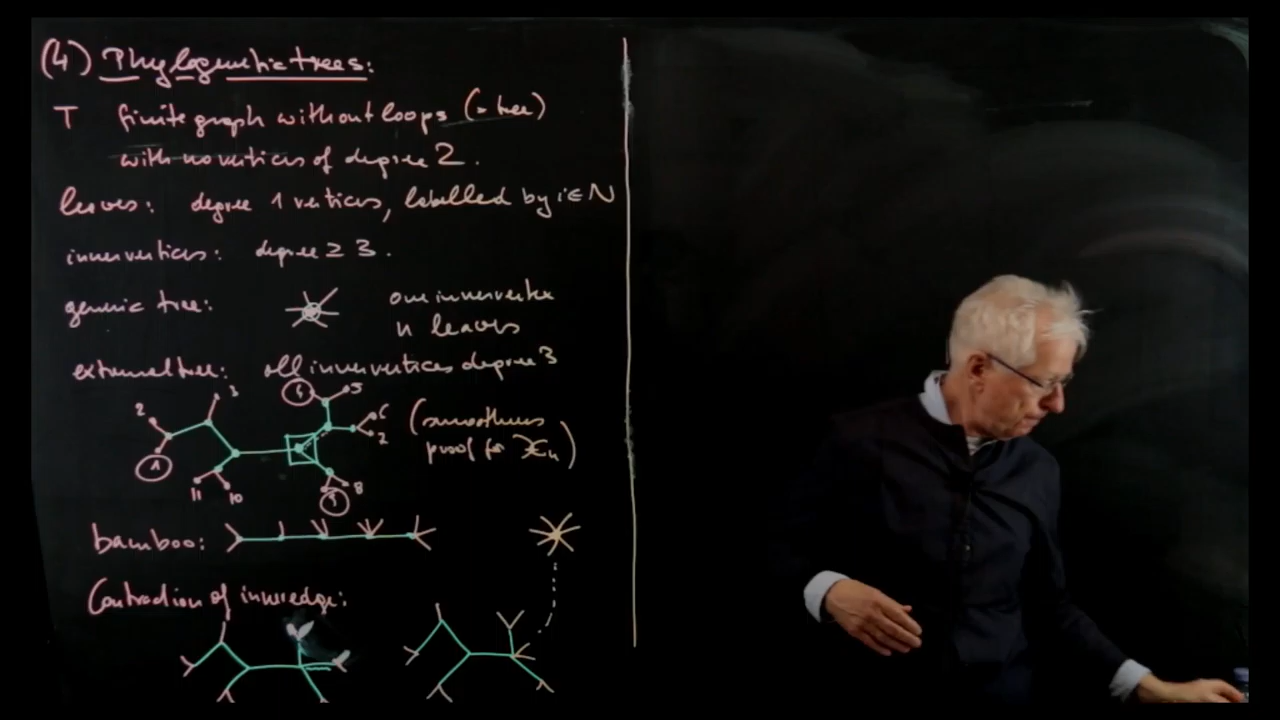 (4) Phylogenetic trees:
T finite graph without loops (= tree)
with no vertices of degree 2.
leaves: degree 1 vertices, labelled by i ∈ N
inner vertices: degree ≥ 3.
generic tree: one inner vertex
n leaves
extremal tree: all inner vertices degree 3
2 3 4 5
6
7
1
11 10 9 8
(smoothness
proof for X_n)
bamboo:
Contraction of inner edge: